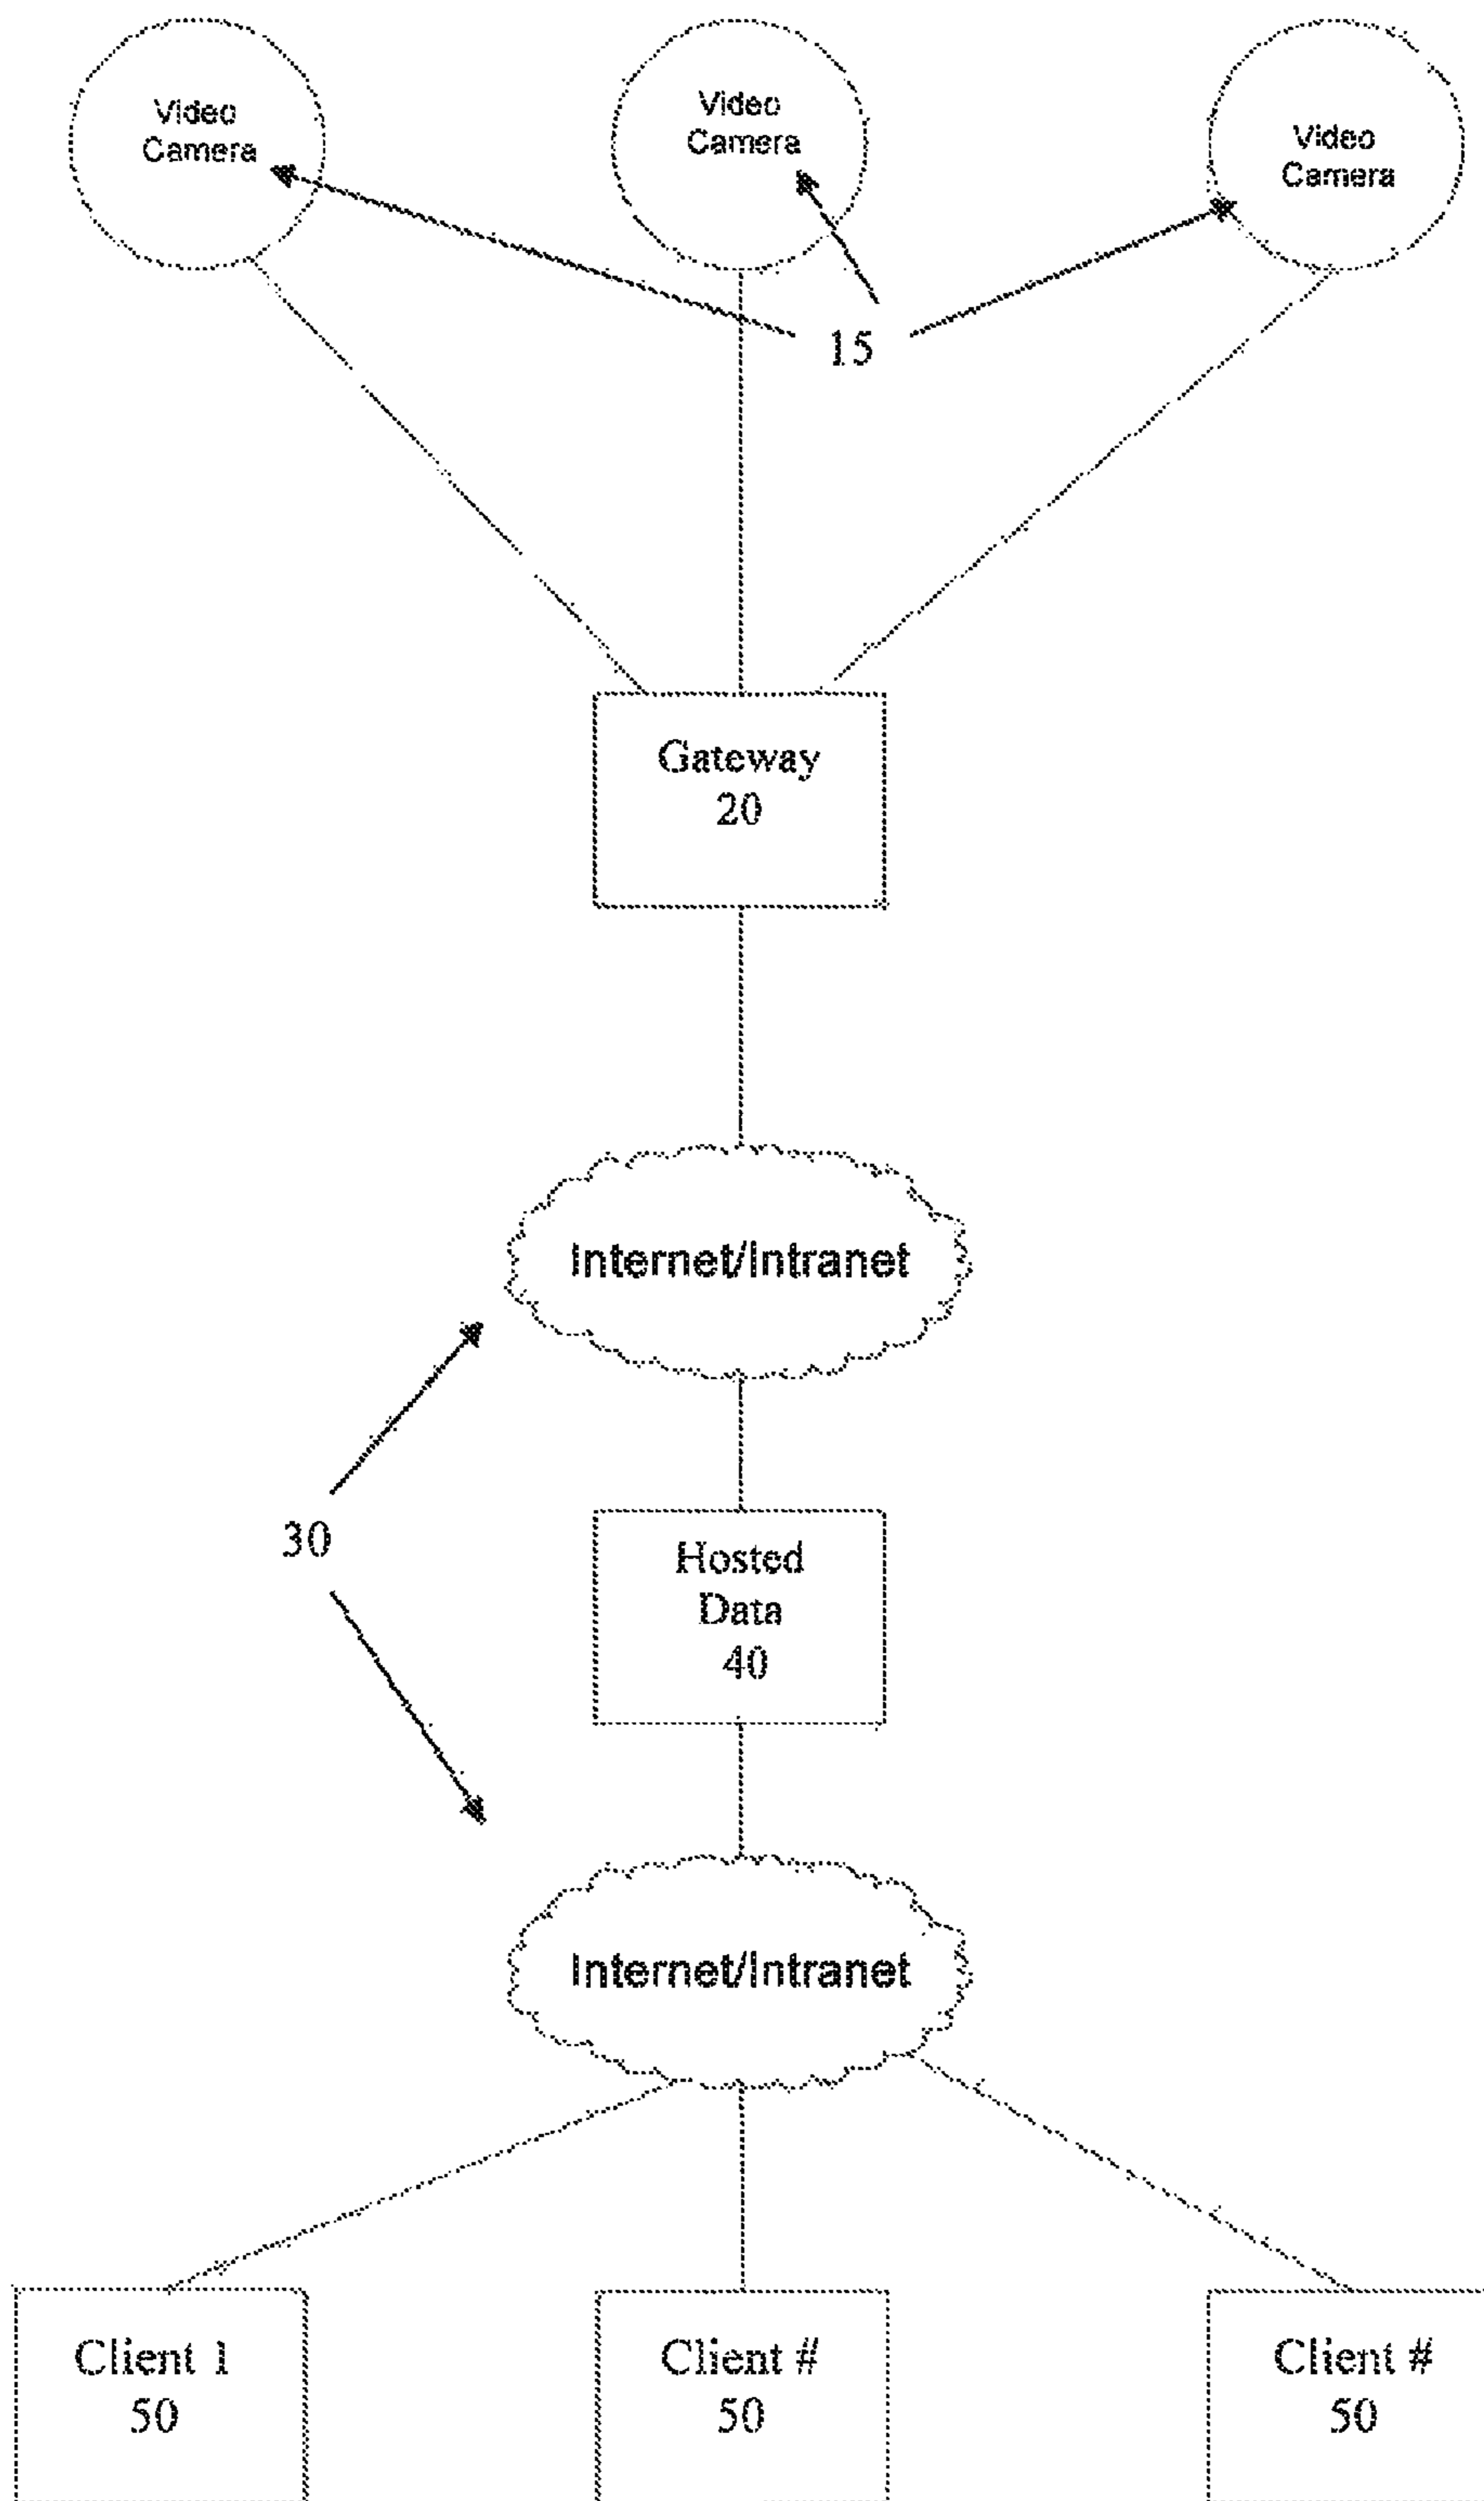 Video
Camera
Video
Camera
Video
Camera
15
Gateway
20
Internet/Intranet
30
Hosted
Data
40
Internet/Intranet
Client 1
50
Client #
50
Client #
50